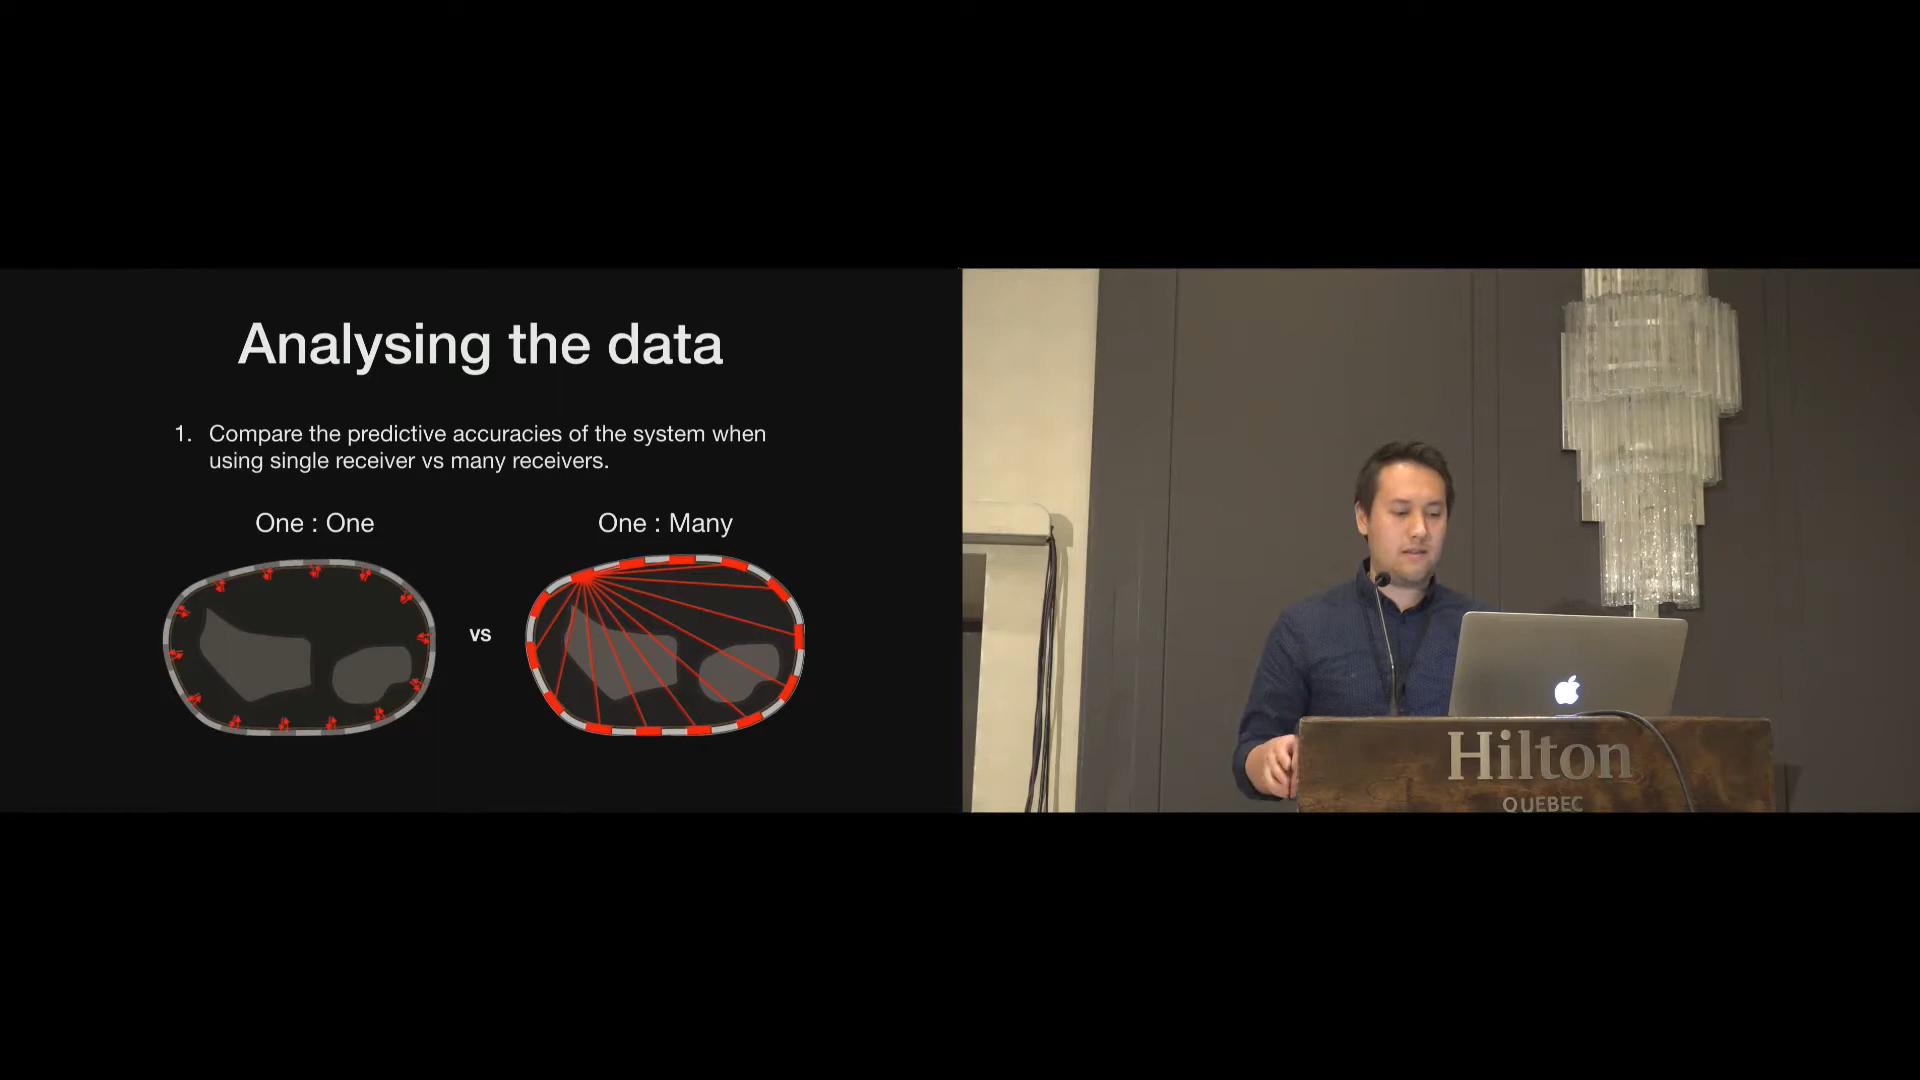 Analysing the data
1. Compare the predictive accuracies of the system when
using single receiver vs many receivers.
One : One
One : Many
vs
Hilton
QUEBEC